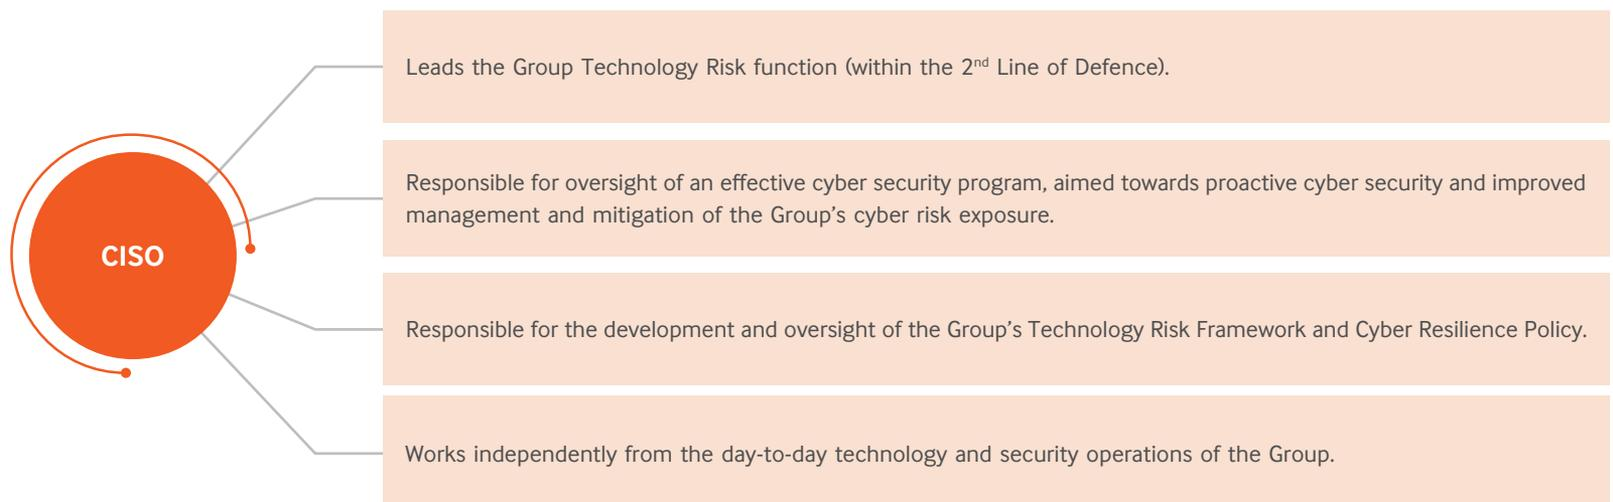 Leads the Group Technology Risk function (within the 2nd Line of Defence).
Responsible for oversight of an effective cyber security program, aimed towards proactive cyber security and improved
management and mitigation of the Group's cyber risk exposure.
CISO
Responsible for the development and oversight of the Group's Technology Risk Framework and Cyber Resilience Policy.
Works independently from the day-to-day technology and security operations of the Group.